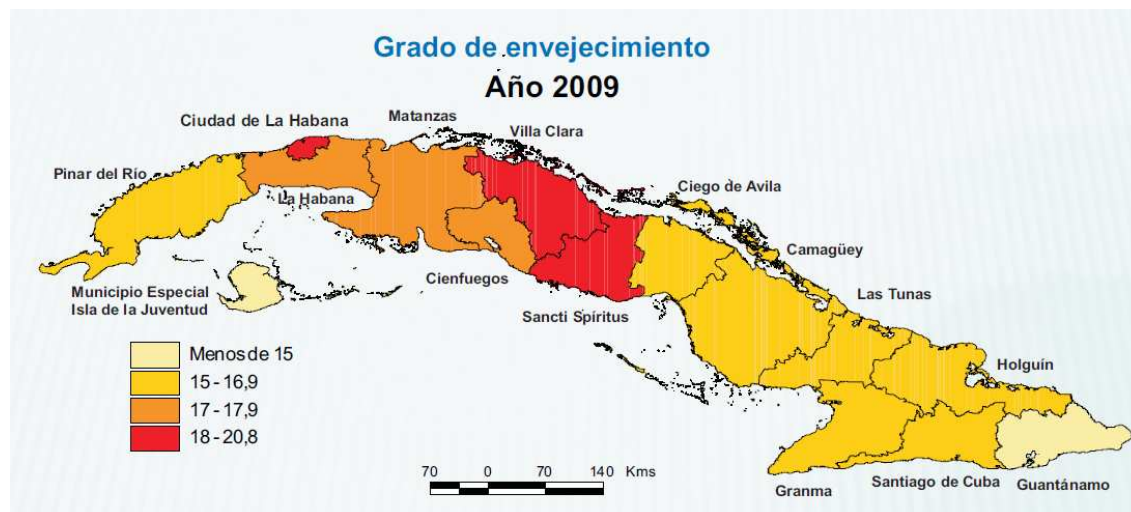 Grado de envejecimiento
Año 2009
Ciudad de La Habana
Matanzas
Villa Clara
Pinar del Río
La Habana
Ciego de Avila
Camagüey
Municipio Especial
Isla de la Juventud
Cienfuegos
Sancti Spíritus
Las Tunas
Holguín
Menos de 15
15 - 16,9
17 - 17,9
18 - 20,8
70 0 70 140 Kms
Granma
Santiago de Cuba
Guantánamo